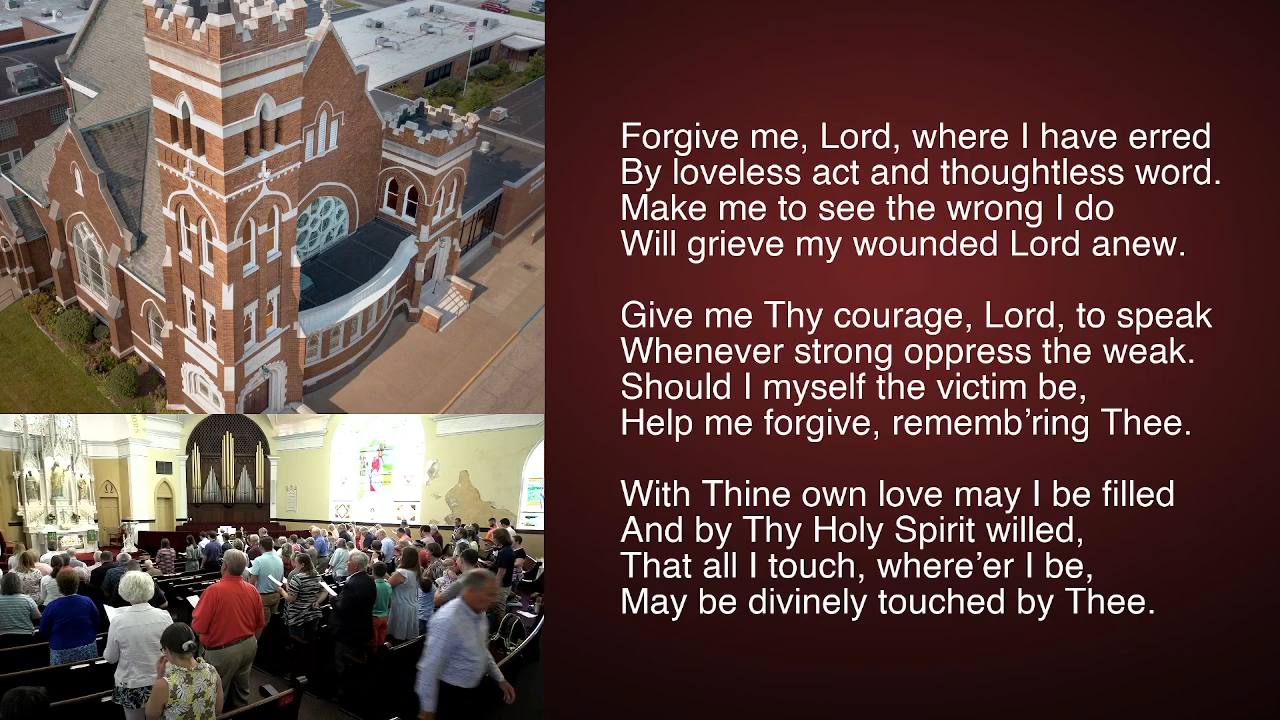 Forgive me, Lord, where I have erred
By loveless act and thoughtless word.
Make me to see the wrong I do
Will grieve my wounded Lord anew.
Give me Thy courage, Lord, to speak
Whenever strong oppress the weak.
Should I myself the victim be,
Help me forgive, rememb’ring Thee.
With Thine own love may I be filled
And by Thy Holy Spirit willed,
That all I touch, where’er I be,
May be divinely touched by Thee.